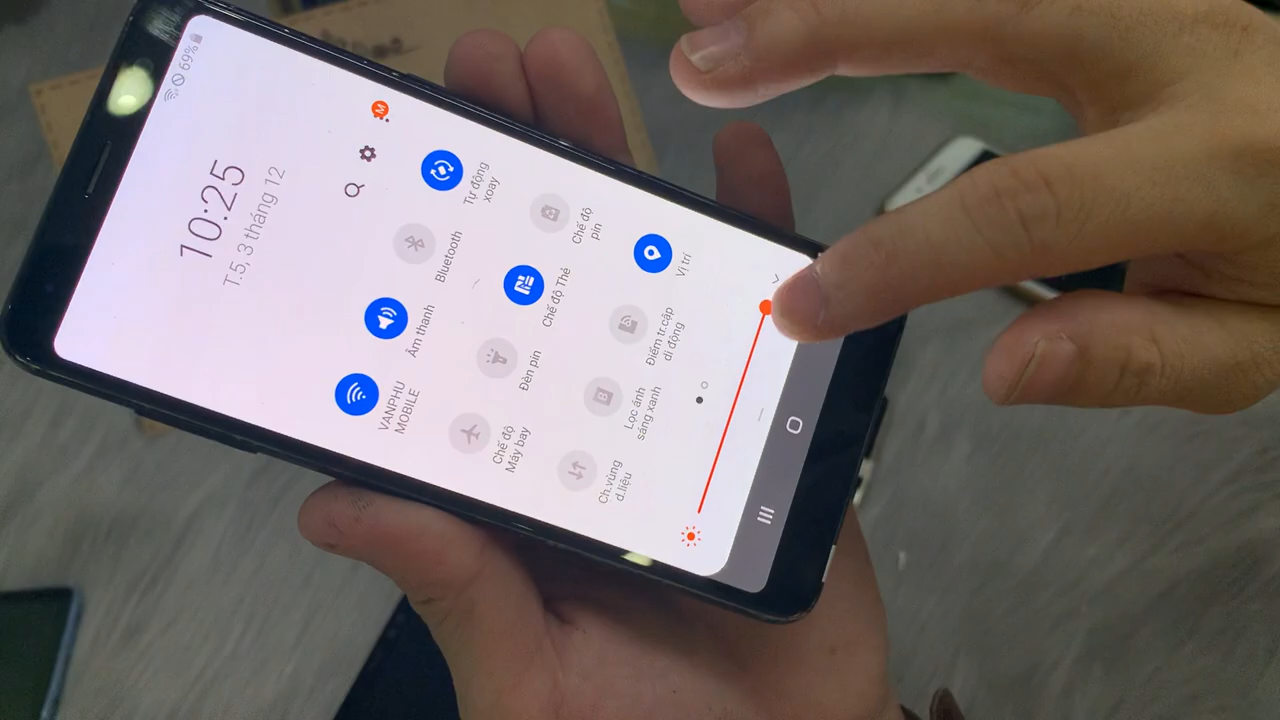 69%
10:25
T.5, 3 tháng 12
M
VANPHU
MOBILE
Âm thanh
Bluetooth
Tự động
xoay
Chế độ
Máy bay
Đèn pin
Chế độ Thẻ
Chế độ
pin
Ch.vùng
d.liệu
Lọc ánh
sáng xanh
B
Điểm tr.cập
di động
Vị trí